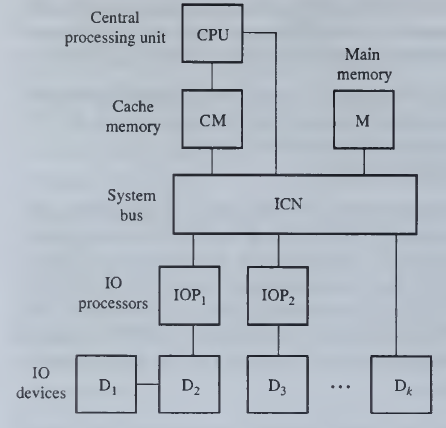 Central
processing unit
CPU
Main
memory
Cache
memory
CM
M
System
bus
ICN
IO
processors
IOP1
IOP2
IO
devices
D1
D2
D3
...
Dk